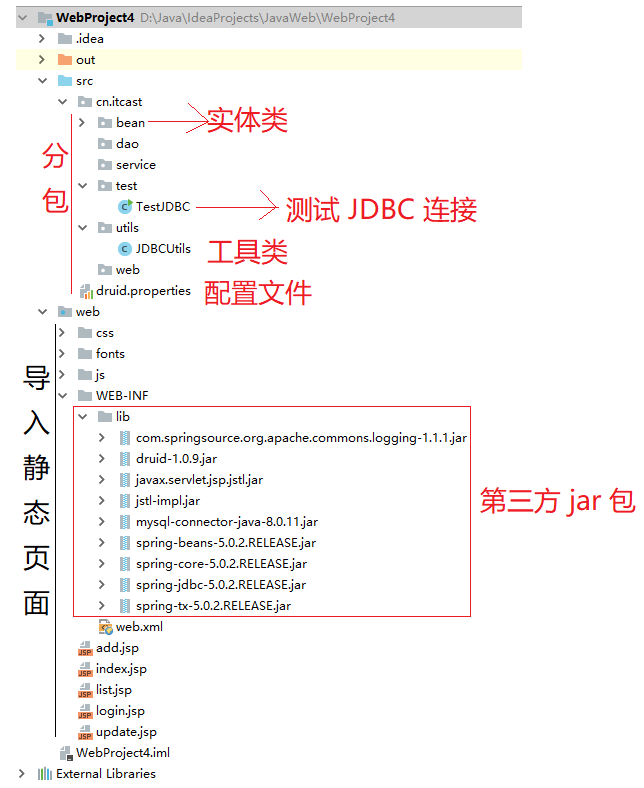 WebProject4 D:\Java\IdeaProjects\JavaWeb\WebProject4
.idea
out
src
cn.itcast
bean 实体类
dao
service
test
TestJDBC 测试 JDBC 连接
utils
JDBCUtils 工具类
web
druid.properties 配置文件
分包
web
css
fonts
js
WEB-INF
lib
com.springsource.org.apache.commons.logging-1.1.1.jar
druid-1.0.9.jar
javax.servlet.jsp.jstl.jar
jstl-impl.jar
mysql-connector-java-8.0.11.jar
spring-beans-5.0.2.RELEASE.jar
spring-core-5.0.2.RELEASE.jar
spring-jdbc-5.0.2.RELEASE.jar
spring-tx-5.0.2.RELEASE.jar
第三方 jar 包
web.xml
add.jsp
index.jsp
list.jsp
login.jsp
update.jsp
导入静态页面
WebProject4.iml
External Libraries